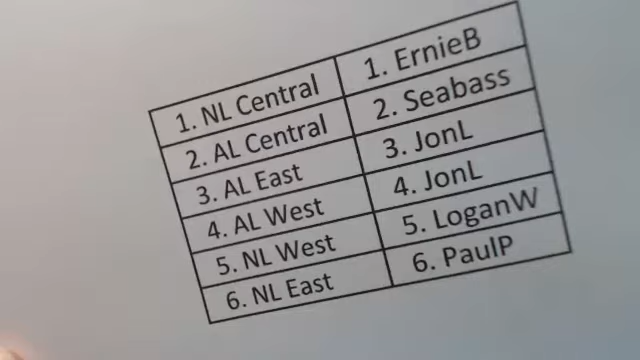 1. NL Central 1. ErnieB
2. AL Central 2. Seabass
3. AL East 3. JonL
4. AL West 4. JonL
5. NL West 5. LoganW
6. NL East 6. PaulP